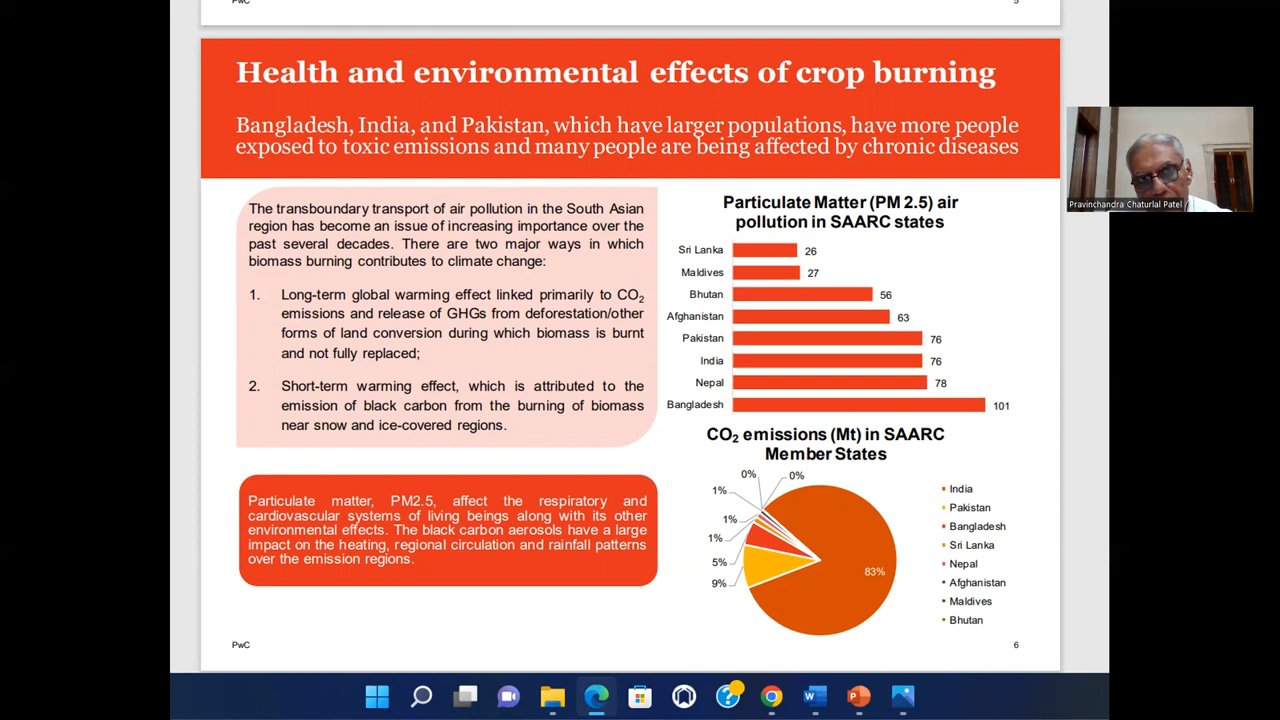 PwC
5
Health and environmental effects of crop burning
Bangladesh, India, and Pakistan, which have larger populations, have more people
exposed to toxic emissions and many people are being affected by chronic diseases
The transboundary transport of air pollution in the South Asian
region has become an issue of increasing importance over the
past several decades. There are two major ways in which
biomass burning contributes to climate change:
1. Long-term global warming effect linked primarily to CO₂
emissions and release of GHGs from deforestation/other
forms of land conversion during which biomass is burnt
and not fully replaced;
2. Short-term warming effect, which is attributed to the
emission of black carbon from the burning of biomass
near snow and ice-covered regions.
Particulate matter, PM2.5, affect the respiratory and
cardiovascular systems of living beings along with its other
environmental effects. The black carbon aerosols have a large
impact on the heating, regional circulation and rainfall patterns
over the emission regions.
Particulate Matter (PM 2.5) air
pollution in SAARC states
Sri Lanka 26
Maldives 27
Bhutan 56
Afghanistan 63
Pakistan 76
India 76
Nepal 78
Bangladesh 101
CO₂ emissions (Mt) in SAARC
Member States
0%
0%
1%
1%
1%
5%
9%
83%
India
Pakistan
Bangladesh
Sri Lanka
Nepal
Afghanistan
Maldives
Bhutan
PwC
6
Pravinchandra Chaturlal Patel